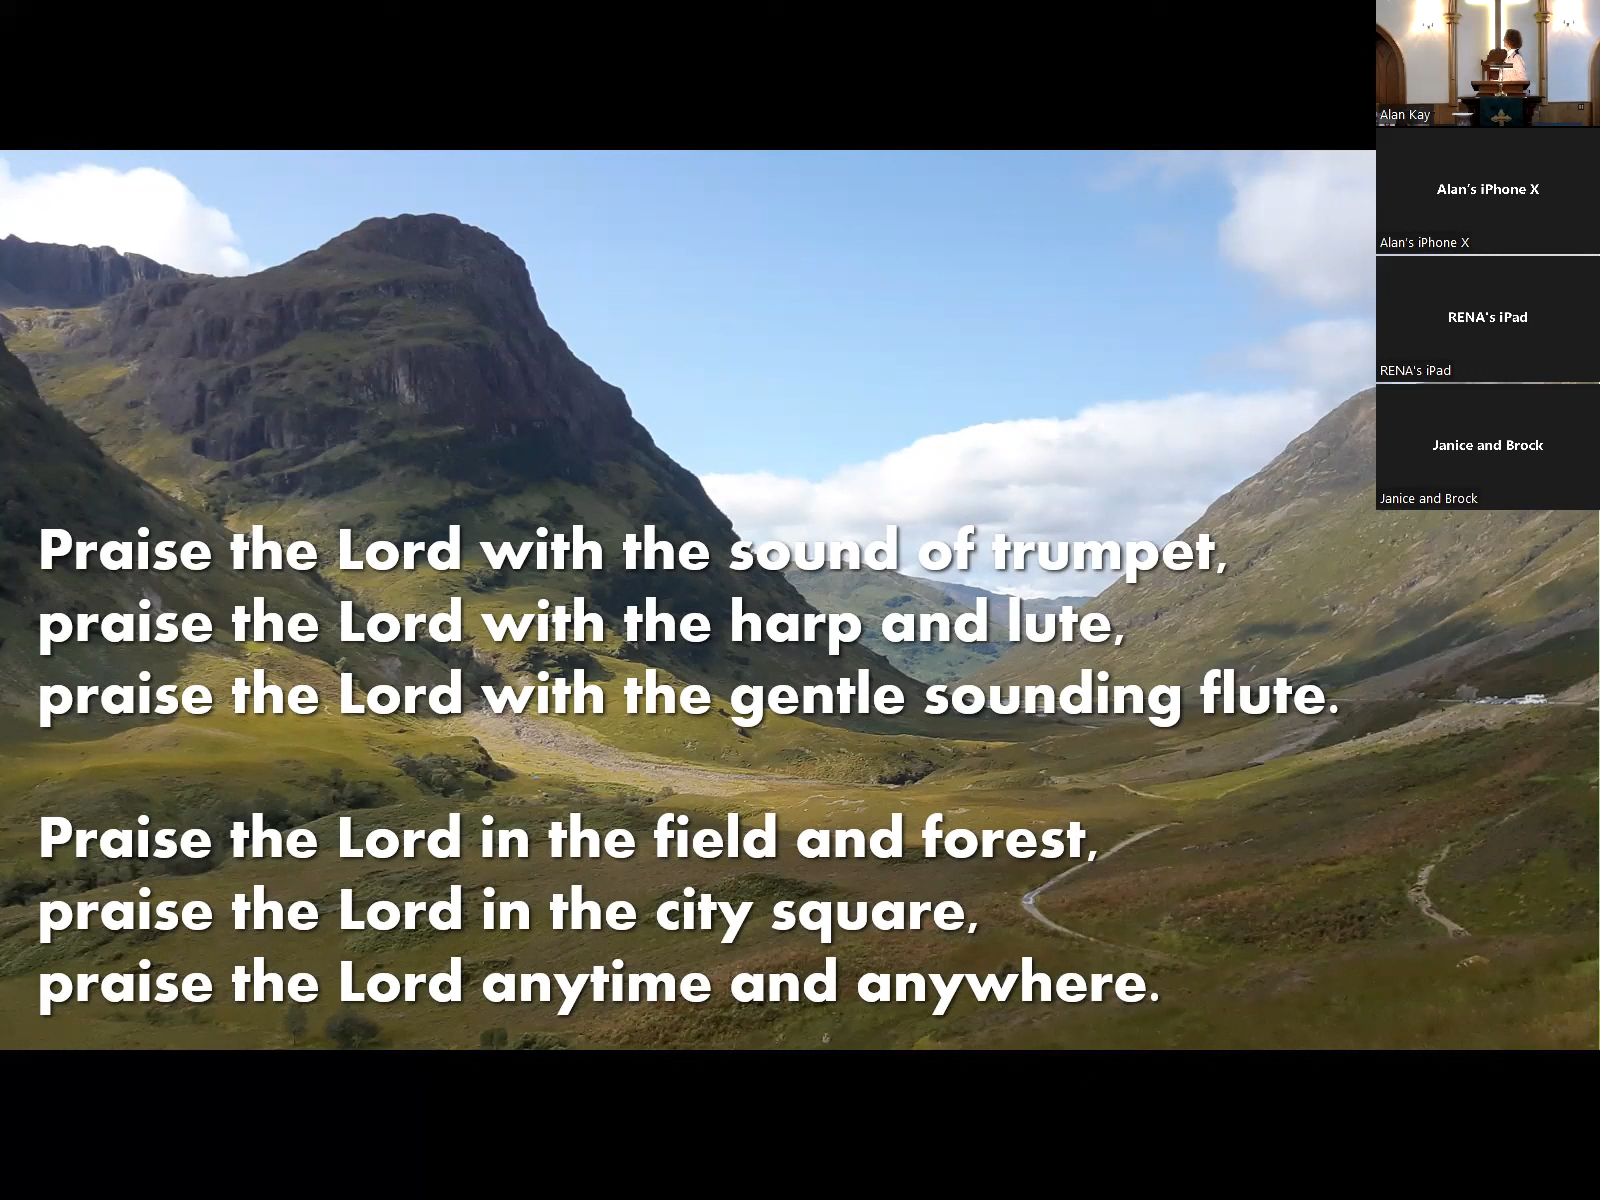 Praise the Lord with the sound of trumpet,
praise the Lord with the harp and lute,
praise the Lord with the gentle sounding flute.
Praise the Lord in the field and forest,
praise the Lord in the city square,
praise the Lord anytime and anywhere.
Alan Kay
Alan's iPhone X
Alan's iPhone X
RENA's iPad
RENA's iPad
Janice and Brock
Janice and Brock